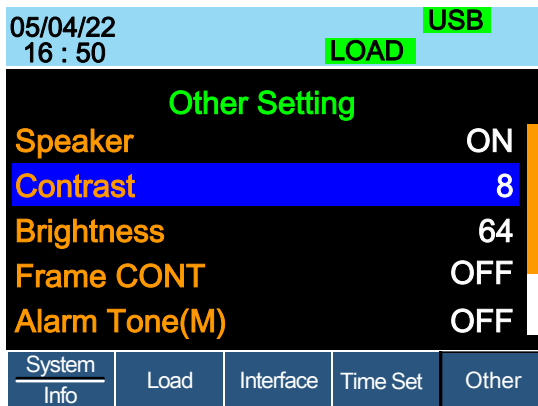 05/04/22 USB
16 : 50 LOAD
Other Setting
Speaker ON
Contrast 8
Brightness 64
Frame CONT OFF
Alarm Tone(M) OFF
System Info Load Interface Time Set Other